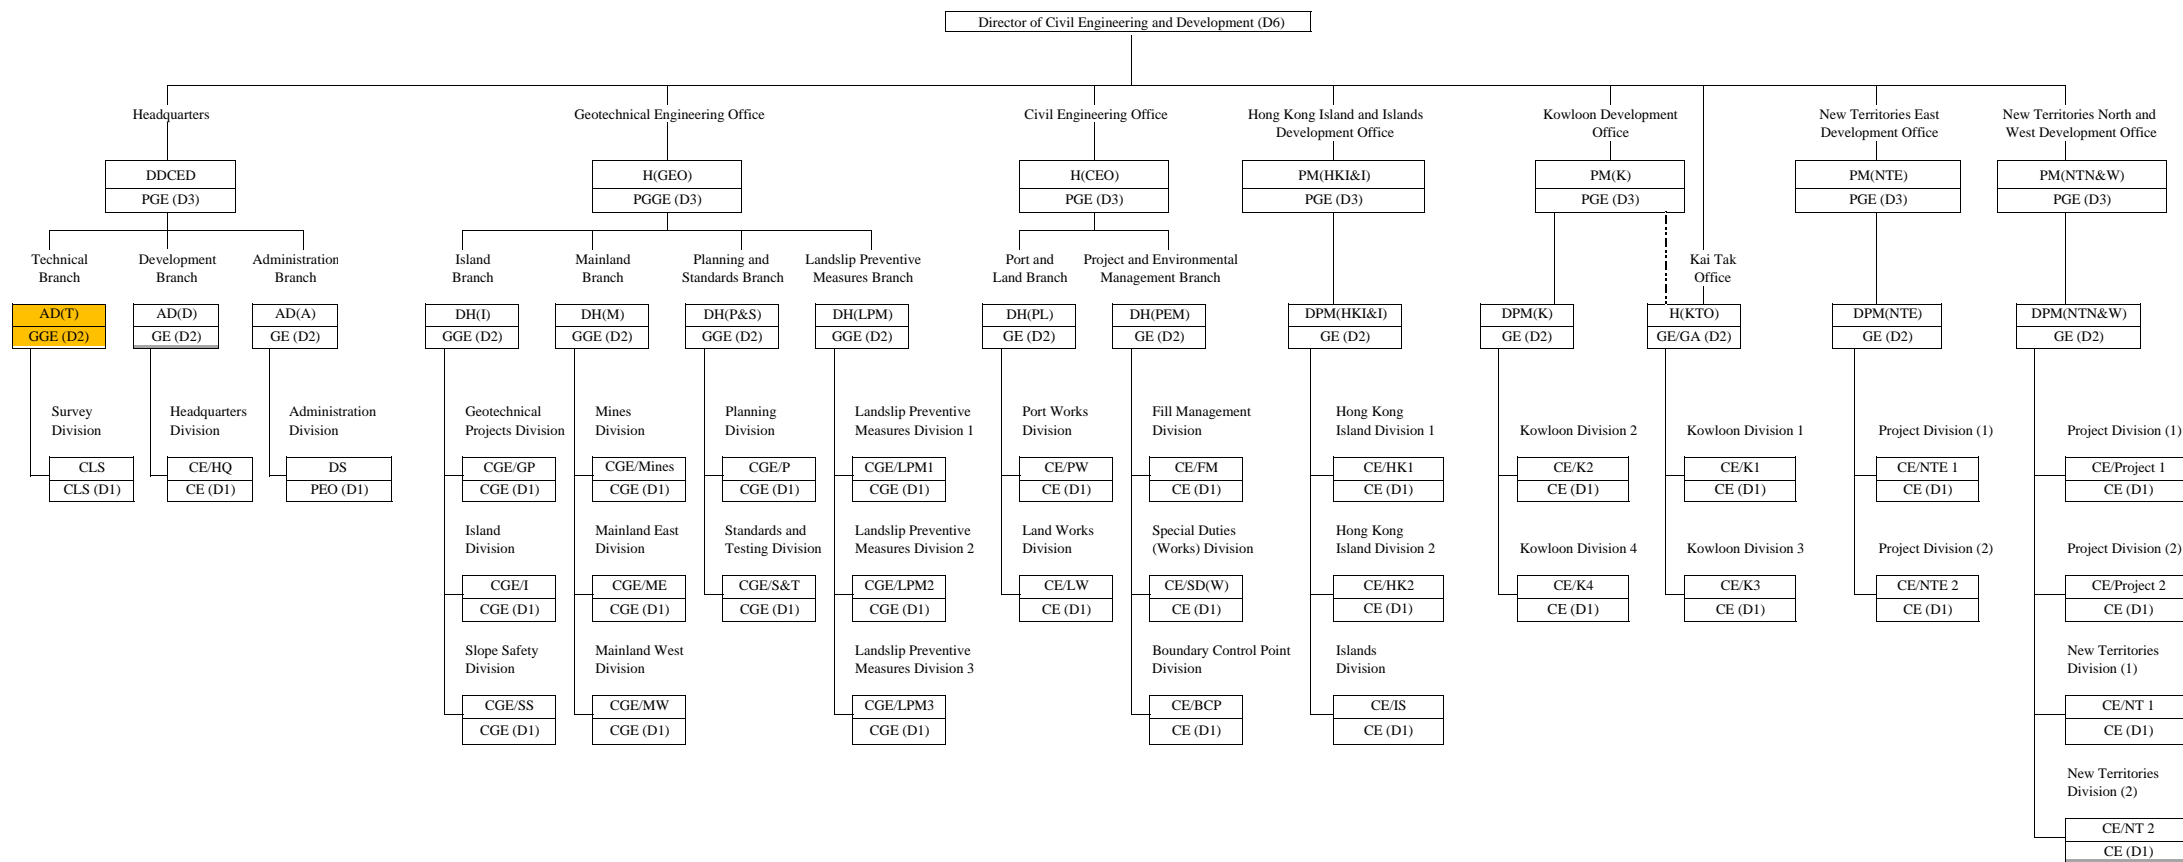 Director of Civil Engineering and Development (D6)
Headquarters
Geotechnical Engineering Office
Civil Engineering Office
Hong Kong Island and Islands
Development Office
Kowloon Development
Office
New Territories East
Development Office
New Territories North and
West Development Office
DDCED
PGE (D3)
H(GEO)
PGGE (D3)
H(CEO)
PGE (D3)
PM(HKI&I)
PGE (D3)
PM(K)
PGE (D3)
PM(NTE)
PGE (D3)
PM(NTN&W)
PGE (D3)
Technical
Branch
Development
Branch
Administration
Branch
Island
Branch
Mainland
Branch
Planning and
Standards Branch
Landslip Preventive
Measures Branch
Port and
Land Branch
Project and Environmental
Management Branch
Kai Tak
Office
AD(T)
GGE (D2)
AD(D)
GE (D2)
AD(A)
GE (D2)
DH(I)
GGE (D2)
DH(M)
GGE (D2)
DH(P&S)
GGE (D2)
DH(LPM)
GGE (D2)
DH(PL)
GE (D2)
DH(PEM)
GE (D2)
DPM(HKI&I)
GE (D2)
DPM(K)
GE (D2)
H(KTO)
GE/GA (D2)
DPM(NTE)
GE (D2)
DPM(NTN&W)
GE (D2)
Survey
Division
Headquarters
Division
Administration
Division
Geotechnical
Projects Division
Mines
Division
Planning
Division
Landslip Preventive
Measures Division 1
Port Works
Division
Fill Management
Division
Hong Kong
Island Division 1
Kowloon Division 2
Kowloon Division 1
Project Division (1)
Project Division (1)
CLS
CLS (D1)
CE/HQ
CE (D1)
DS
PEO (D1)
CGE/GP
CGE (D1)
CGE/Mines
CGE (D1)
CGE/P
CGE (D1)
CGE/LPM1
CGE (D1)
CE/PW
CE (D1)
CE/FM
CE (D1)
CE/HK1
CE (D1)
CE/K2
CE (D1)
CE/K1
CE (D1)
CE/NTE 1
CE (D1)
CE/Project 1
CE (D1)
Island
Division
Mainland East
Division
Standards and
Testing Division
Landslip Preventive
Measures Division 2
Land Works
Division
Special Duties
(Works) Division
Hong Kong
Island Division 2
Kowloon Division 4
Kowloon Division 3
Project Division (2)
Project Division (2)
CGE/I
CGE (D1)
CGE/ME
CGE (D1)
CGE/S&T
CGE (D1)
CGE/LPM2
CGE (D1)
CE/LW
CE (D1)
CE/SD(W)
CE (D1)
CE/HK2
CE (D1)
CE/K4
CE (D1)
CE/K3
CE (D1)
CE/NTE 2
CE (D1)
CE/Project 2
CE (D1)
Slope Safety
Division
Mainland West
Division
Landslip Preventive
Measures Division 3
Boundary Control Point
Division
Islands
Division
New Territories
Division (1)
CGE/SS
CGE (D1)
CGE/MW
CGE (D1)
CGE/LPM3
CGE (D1)
CE/BCP
CE (D1)
CE/IS
CE (D1)
CE/NT 1
CE (D1)
New Territories
Division (2)
CE/NT 2
CE (D1)